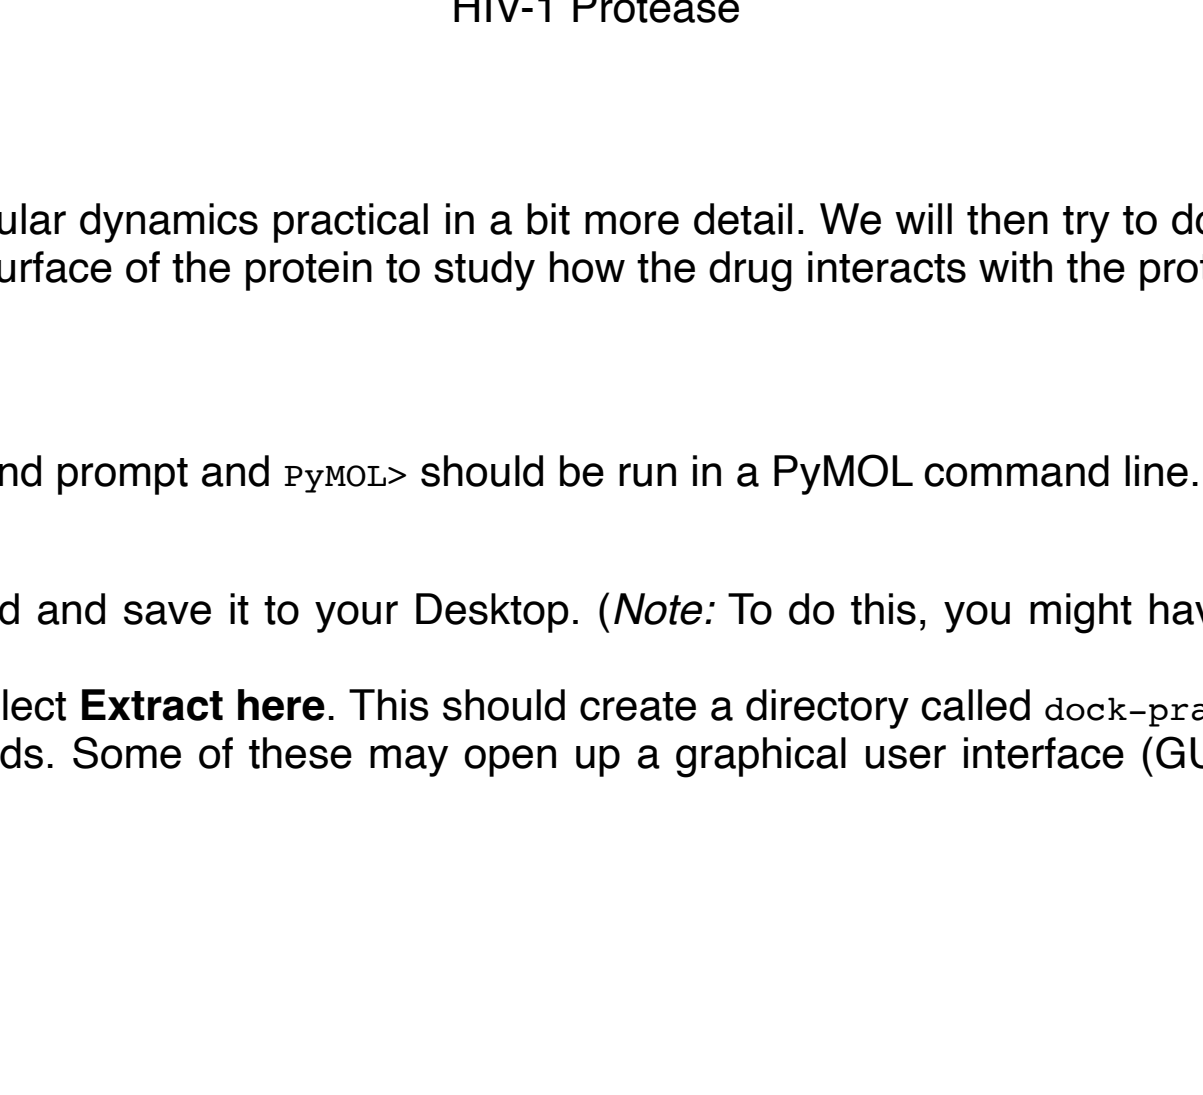 HIV-1 Protease
ular dynamics practical in a bit more detail. We will then try to do
urface of the protein to study how the drug interacts with the prot
nd prompt and PyMOL> should be run in a PyMOL command line.
d and save it to your Desktop. (Note: To do this, you might hav
lect Extract here. This should create a directory called dock-pra
ds. Some of these may open up a graphical user interface (GU